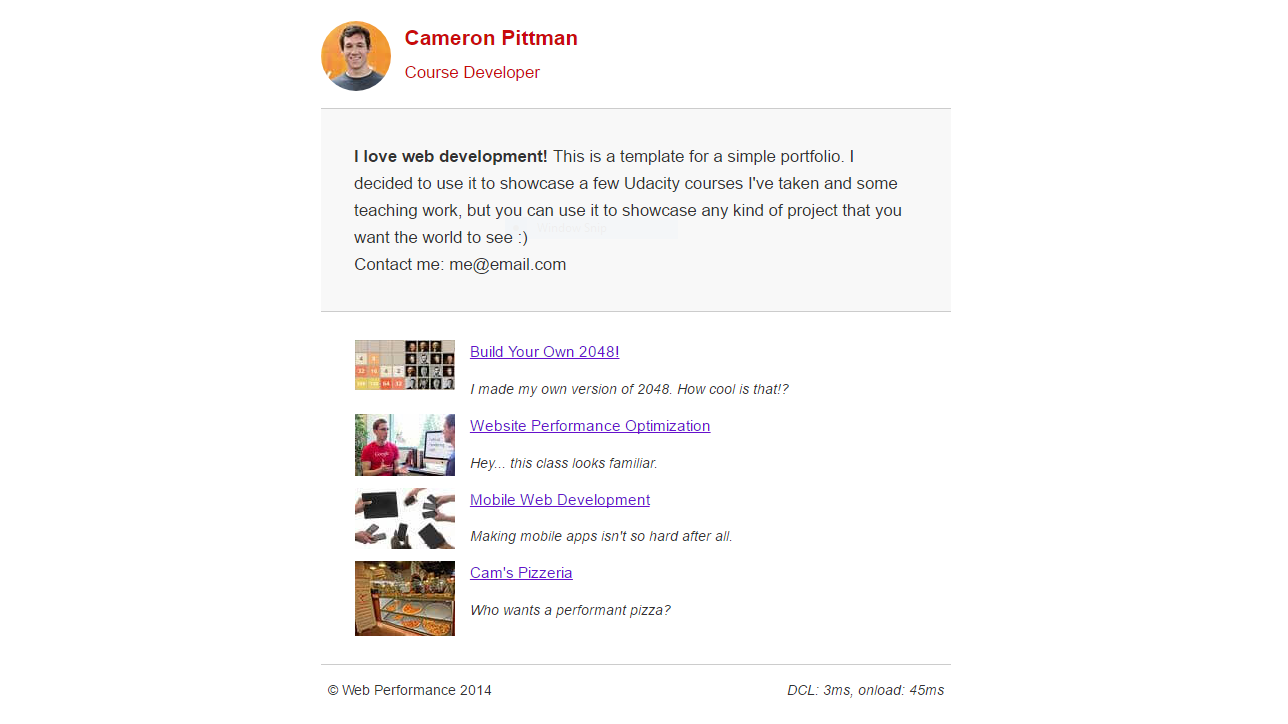 Cameron Pittman
Course Developer
I love web development! This is a template for a simple portfolio. I
decided to use it to showcase a few Udacity courses I've taken and some
teaching work, but you can use it to showcase any kind of project that you
want the world to see :)
Window Snip
Contact me: me@email.com
Build Your Own 2048!
I made my own version of 2048. How cool is that!?
Website Performance Optimization
Google
Hey... this class looks familiar.
Mobile Web Development
Making mobile apps isn't so hard after all.
Cam's Pizzeria
Who wants a performant pizza?
© Web Performance 2014
DCL: 3ms, onload: 45ms